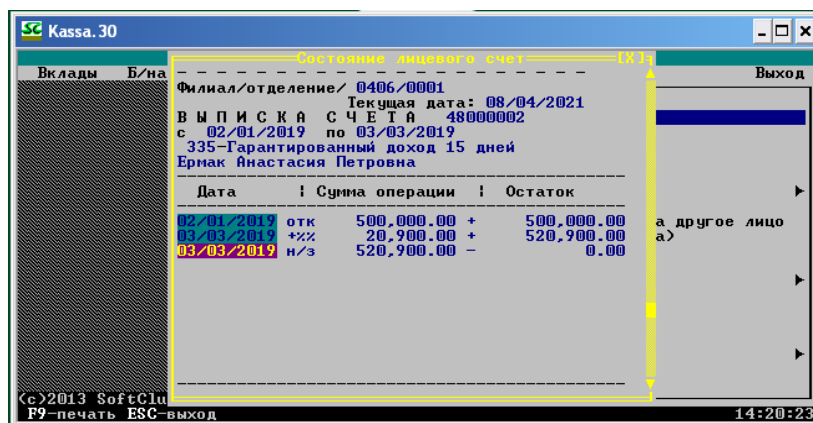 Kassa.30
Состояние лицевого счет [X]
Вклады Б/на Выход
Филиал/отделение/ 0406/0001
Текущая дата: 08/04/2021
В Ы П И С К А С Ч Е Т А 48000002
с 02/01/2019 по 03/03/2019
335-Гарантированный доход 15 дней
Ермак Анастасия Петровна
Дата ¦ Сумма операции ¦ Остаток
02/01/2019 отк 500,000.00 + 500,000.00 а другое лицо
03/03/2019 +%% 20,900.00 + 520,900.00 а)
03/03/2019 н/з 520,900.00 - 0.00
(c)2013 SoftClu
F9-печать ESC-выход 14:20:23